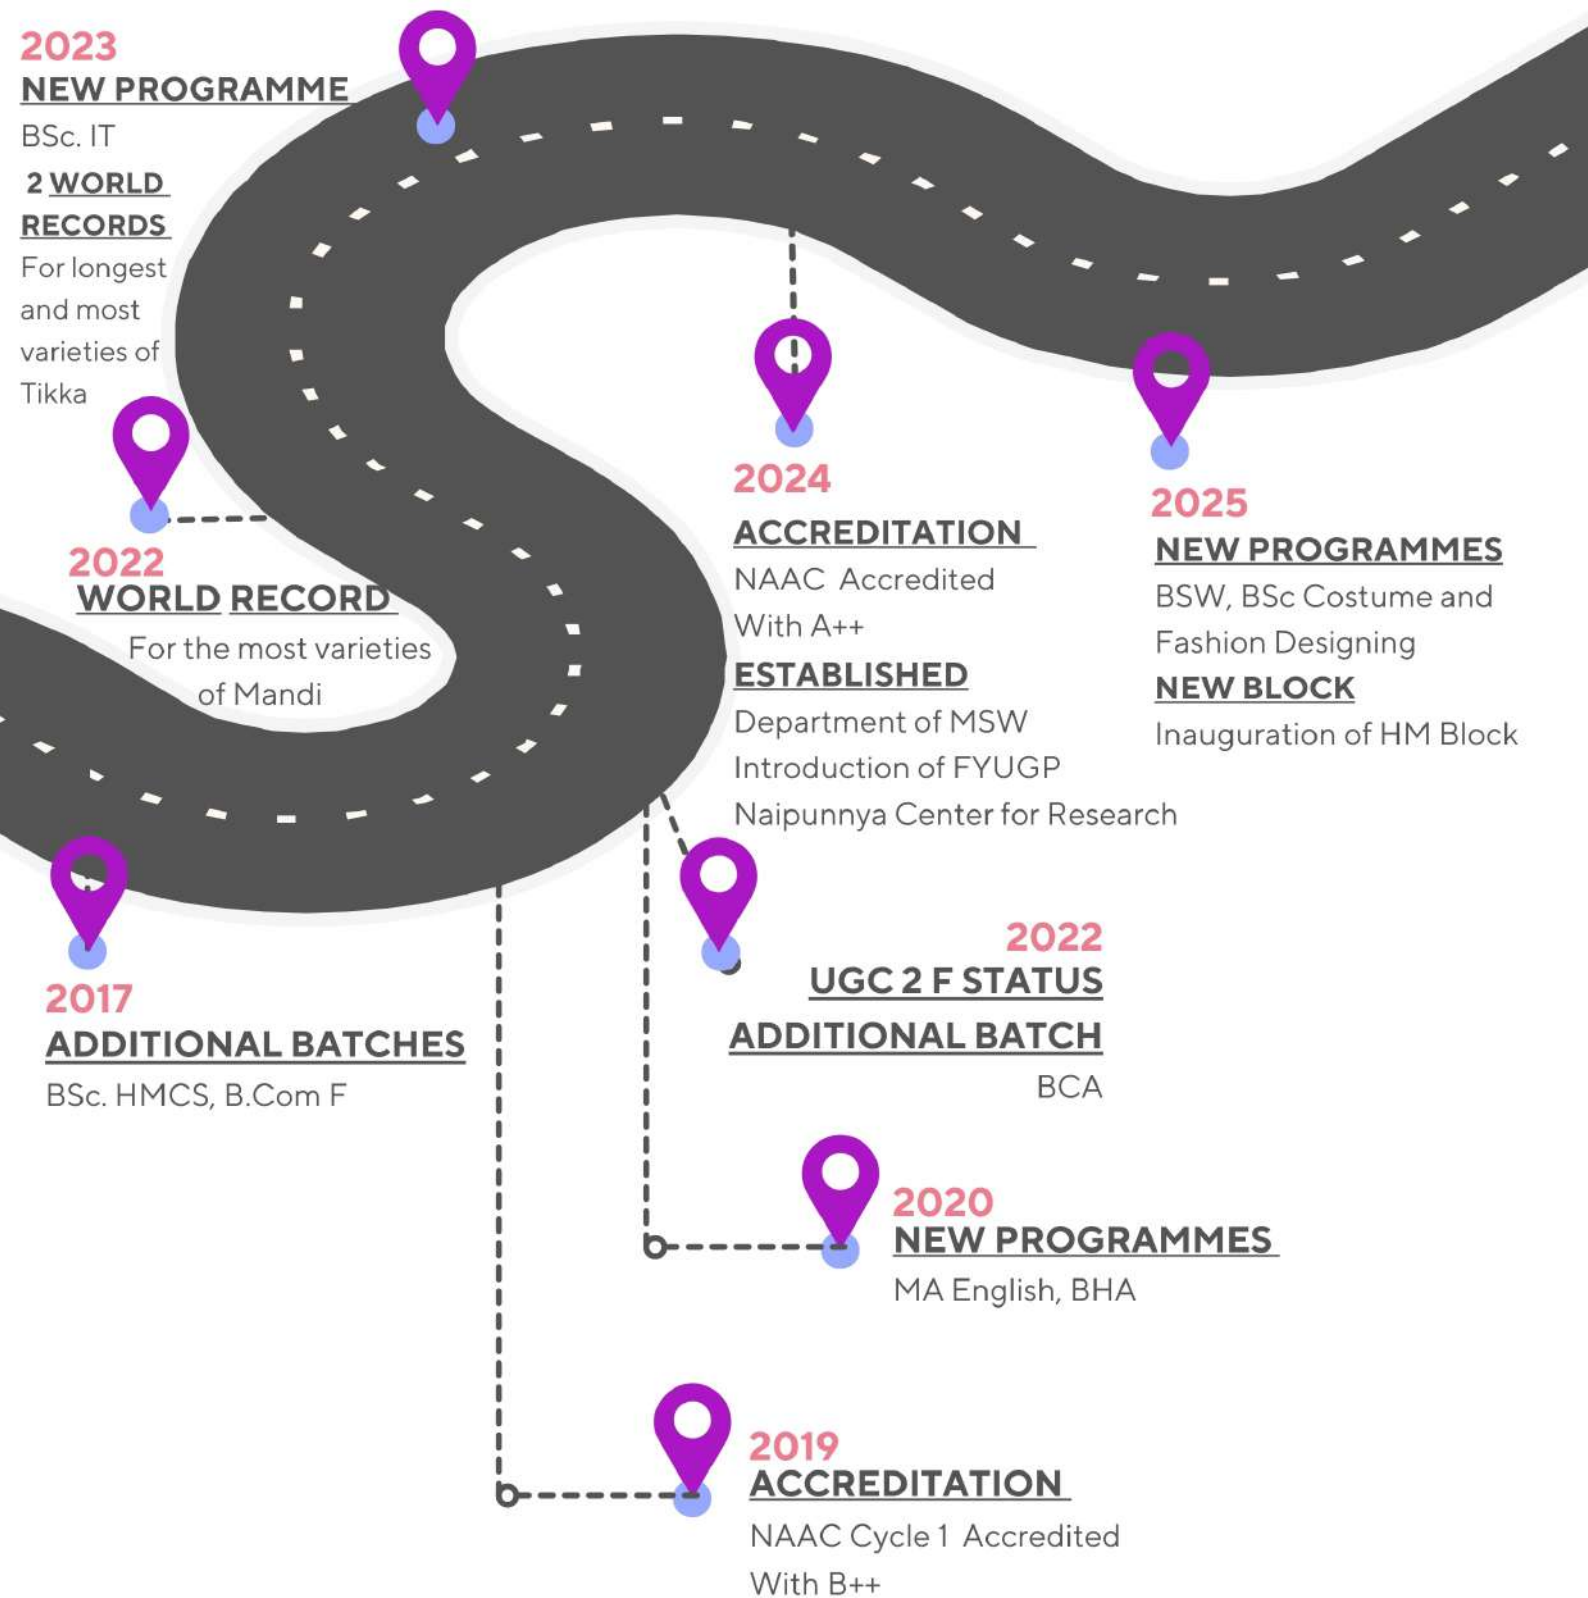 2023
NEW PROGRAMME
BSc. IT
2 WORLD
RECORDS
For longest
and most
varieties of
Tikka
2022
WORLD RECORD
For the most varieties
of Mandi
2024
ACCREDITATION
NAAC Accredited
With A++
ESTABLISHED
Department of MSW
Introduction of FYUGP
Naipunnya Center for Research
2025
NEW PROGRAMMES
BSW, BSc Costume and
Fashion Designing
NEW BLOCK
Inauguration of HM Block
2017
ADDITIONAL BATCHES
BSc. HMCS, B.Com F
2022
UGC 2 F STATUS
ADDITIONAL BATCH
BCA
2020
NEW PROGRAMMES
MA English, BHA
2019
ACCREDITATION
NAAC Cycle 1 Accredited
With B++